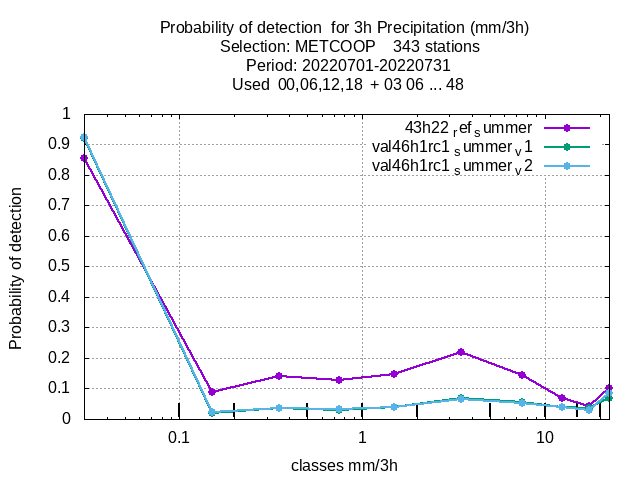 Probability of detection  for 3h Precipitation (mm/3h)
Selection: METCOOP    343 stations
Period: 20220701-20220731
Used  00,06,12,18  + 03 06 ... 48
43h22 ref summer
val46h1rc1 summer v1
val46h1rc1 summer v2
Probability of detection
1
0.9
0.8
0.7
0.6
0.5
0.4
0.3
0.2
0.1
0
0.1 1 10
classes mm/3h